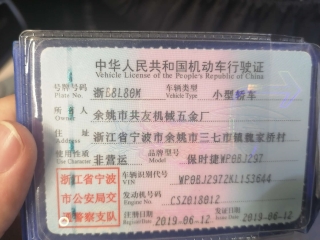 中华人民共和国机动车行驶证
Vehicle License of the People's Republic of China
号牌号码 浙B8L80M 车辆类型 小型轿车
Plate No. Vehicle Type
所有人 余姚市共友机械五金厂
Owner
住址 浙江省宁波市余姚市三七市镇魏家桥村
Address
使用性质 非营运 品牌型号 保时捷WP0BJ297
Use Character Model
浙江省宁波 车辆识别代号 WP0BJ2972KL153644
VIN
市公安局交 发动机号码 CS2018012
Engine No.
通警察支队 注册日期 2019-06-12 发证日期 2019-06-12
Register Date Issue Date